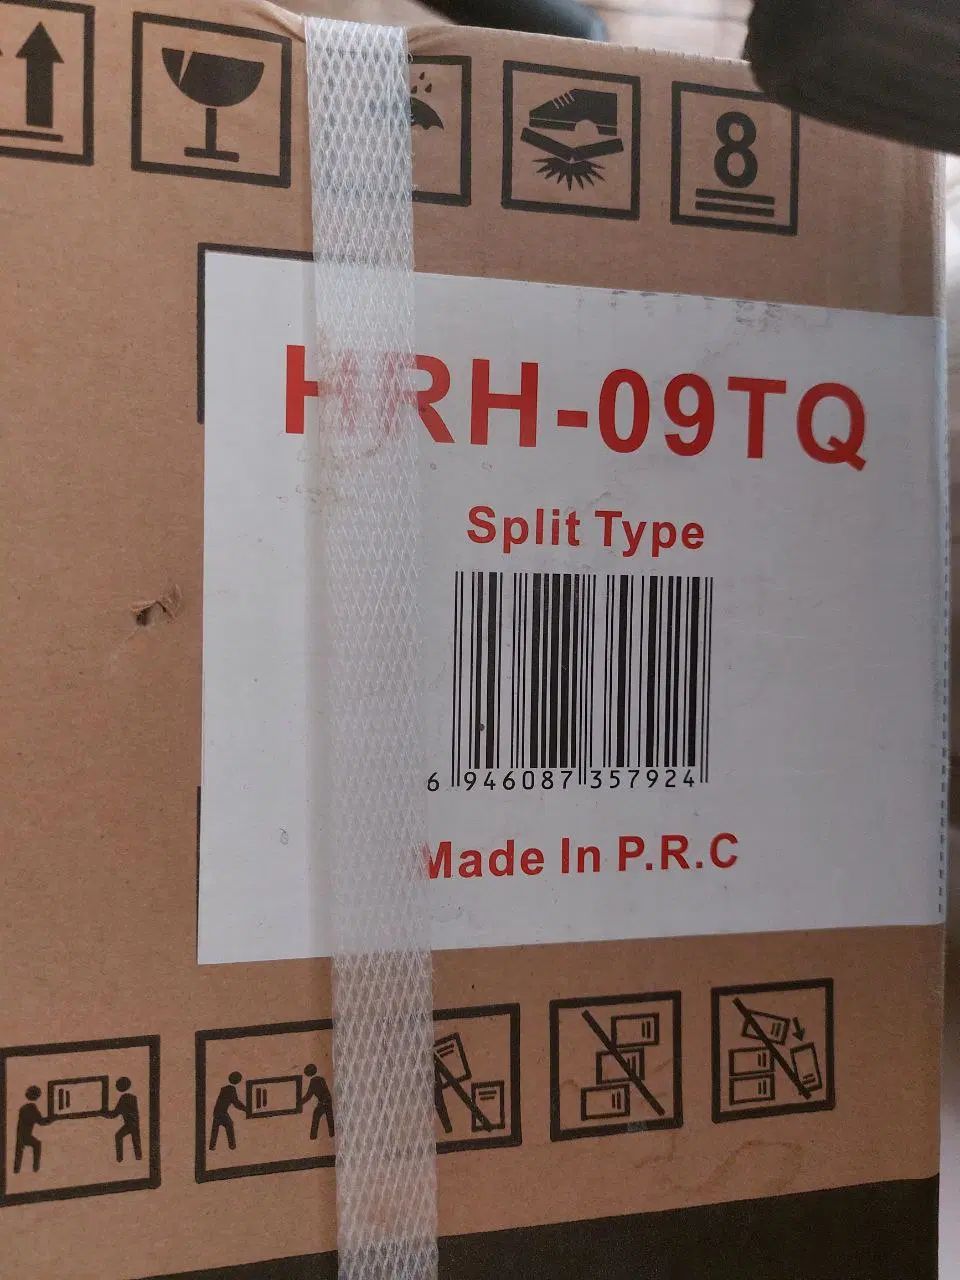 8
HRH-09TQ
Split Type
6 946087 357924
Made In P.R.C